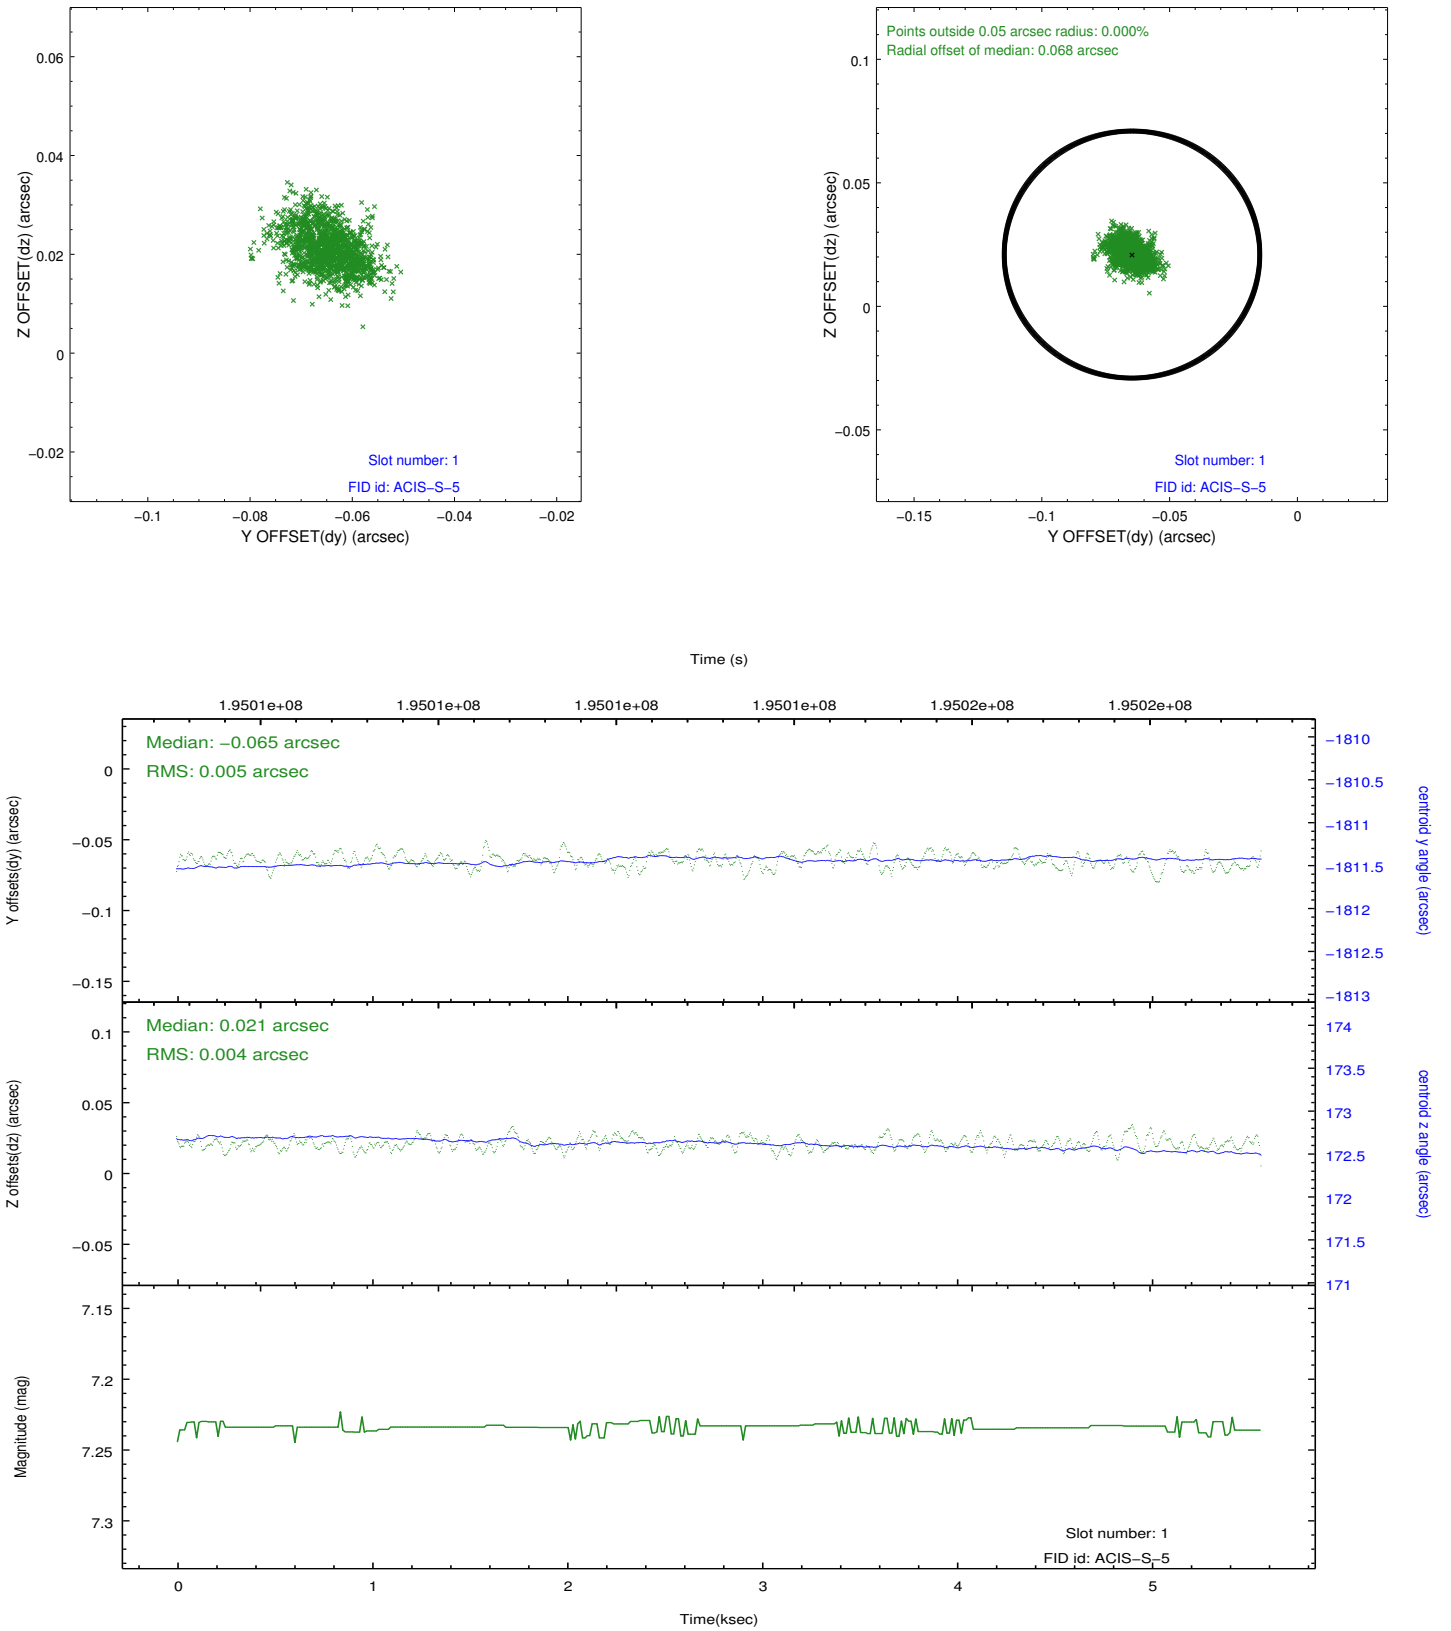 0.06
0.04
0.02
0
−0.02
Z OFFSET(dz) (arcsec)
Slot number: 1
FID id: ACIS−S−5
−0.1
−0.08
−0.06
−0.04
−0.02
Y OFFSET(dy) (arcsec)
Points outside 0.05 arcsec radius: 0.000%
Radial offset of median: 0.068 arcsec
0.1
0.05
0
−0.05
Z OFFSET(dz) (arcsec)
Slot number: 1
FID id: ACIS−S−5
−0.15
−0.1
−0.05
0
Y OFFSET(dy) (arcsec)
Time (s)
1.9501e+08
1.9501e+08
1.9501e+08
1.9501e+08
1.9502e+08
1.9502e+08
Median: −0.065 arcsec
RMS: 0.005 arcsec
0
−0.05
−0.1
−0.15
Y offsets(dy) (arcsec)
−1810
−1810.5
−1811
−1811.5
−1812
−1812.5
−1813
centroid y angle (arcsec)
Median: 0.021 arcsec
RMS: 0.004 arcsec
0.1
0.05
0
−0.05
Z offsets(dz) (arcsec)
174
173.5
173
172.5
172
171.5
171
centroid z angle (arcsec)
7.15
7.2
7.25
7.3
Magnitude (mag)
Slot number: 1
FID id: ACIS−S−5
0
1
2
3
4
5
Time(ksec)